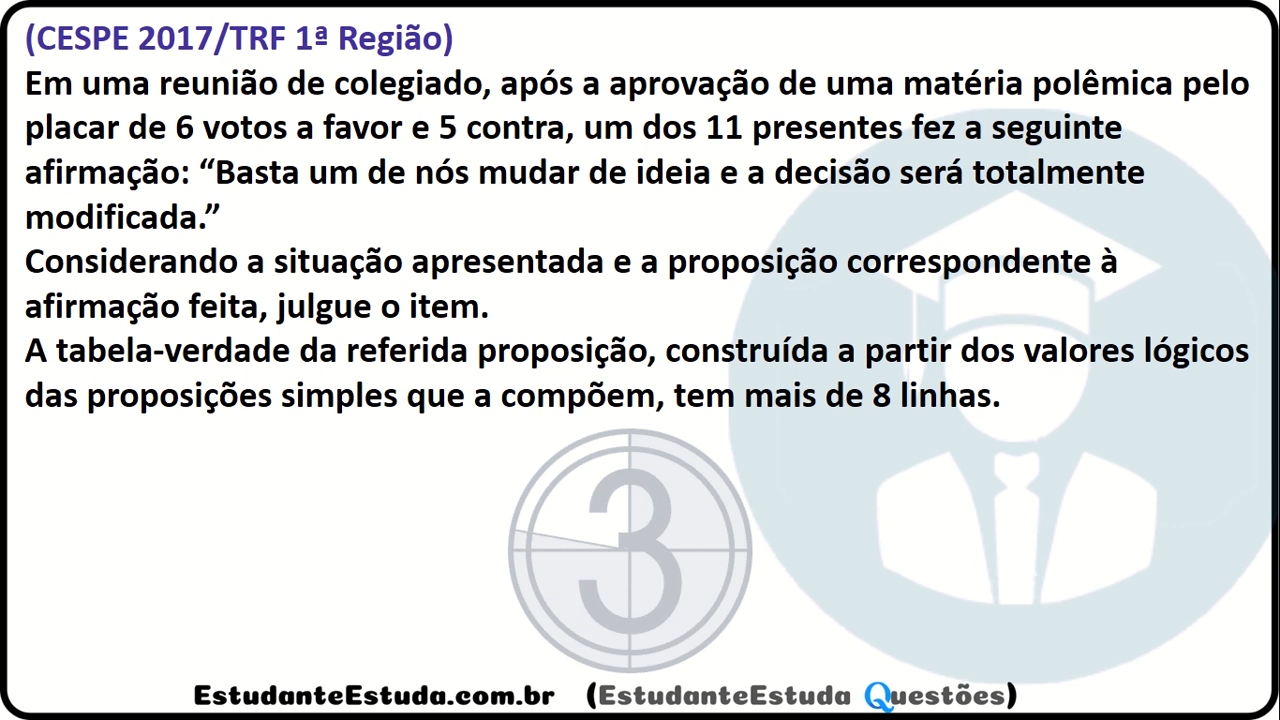 (CESPE 2017/TRF 1ª Região)
Em uma reunião de colegiado, após a aprovação de uma matéria polêmica pelo
placar de 6 votos a favor e 5 contra, um dos 11 presentes fez a seguinte
afirmação: “Basta um de nós mudar de ideia e a decisão será totalmente
modificada.”
Considerando a situação apresentada e a proposição correspondente à
afirmação feita, julgue o item.
A tabela-verdade da referida proposição, construída a partir dos valores lógicos
das proposições simples que a compõem, tem mais de 8 linhas.
3
EstudanteEstuda.com.br (EstudanteEstuda Questões)